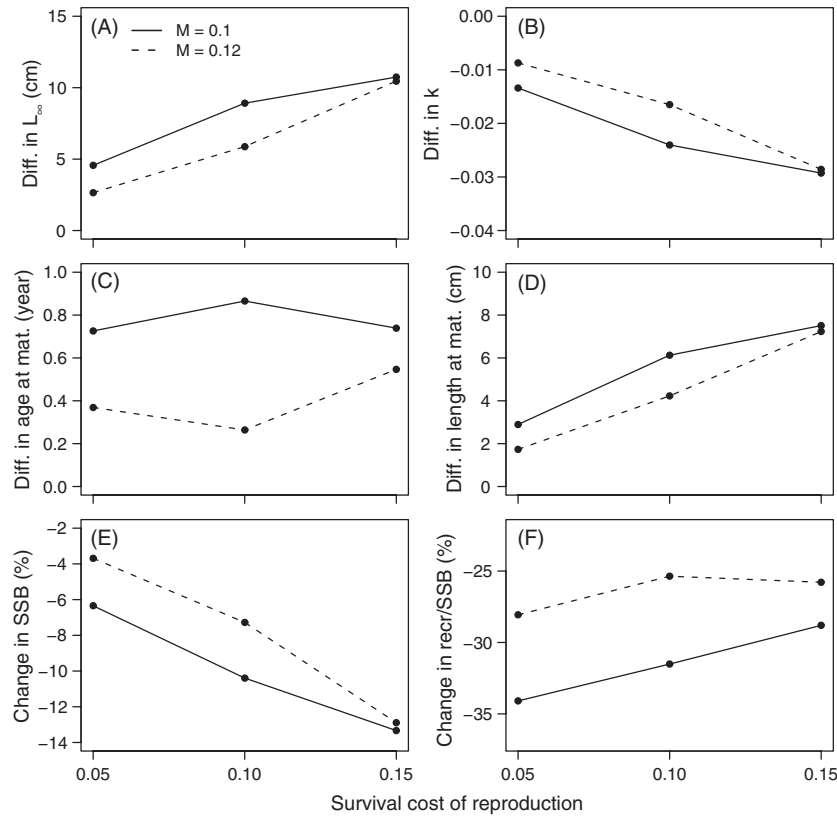 (A)
M = 0.1
M = 0.12
15
10
5
0
Diff. in L∞ (cm)
(B)
0.00
−0.01
−0.02
−0.03
−0.04
Diff. in k
(C)
1.0
0.8
0.6
0.4
0.2
0.0
Diff. in age at mat. (year)
(D)
10
8
6
4
2
0
Diff. in length at mat. (cm)
(E)
−2
−4
−6
−8
−10
−12
−14
Change in SSB (%)
0.05 0.10 0.15
(F)
−25
−30
−35
Change in recr/SSB (%)
0.05 0.10 0.15
Survival cost of reproduction